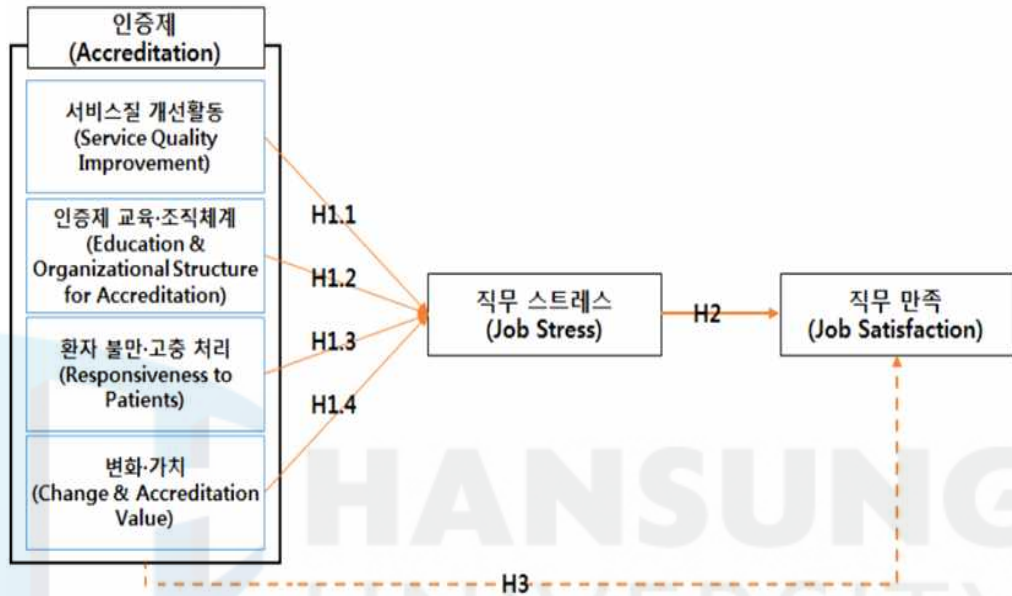 인증제
(Accreditation)
서비스질 개선활동
(Service Quality
Improvement)
인증제 교육·조직체계
(Education &
Organizational Structure
for Accreditation)
환자 불만·고충 처리
(Responsiveness to
Patients)
변화·가치
(Change & Accreditation
Value)
H1.1
H1.2
H1.3
H1.4
직무 스트레스
(Job Stress)
H2
직무 만족
(Job Satisfaction)
H3
HANSUNG
UNIVERSITY